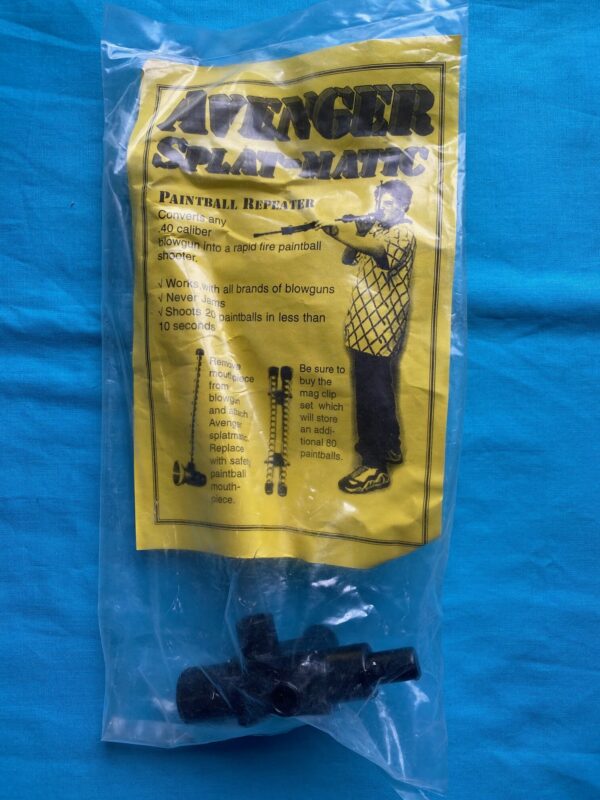 AVENGER
SPLAT-MATIC
PAINTBALL REPEATER
Converts any
.40 caliber
blowgun into a rapid fire paintball
shooter.
√ Works with all brands of blowguns
√ Never Jams
√ Shoots 20 paintballs in less than
10 seconds
Remove
mouthpiece
from
blowgun
and attach
Avenger
splatmatic.
Replace
with safety
paintball
mouth-
piece.
Be sure to
buy the
mag clip
set which
will store
an addi-
tional 80
paintballs.